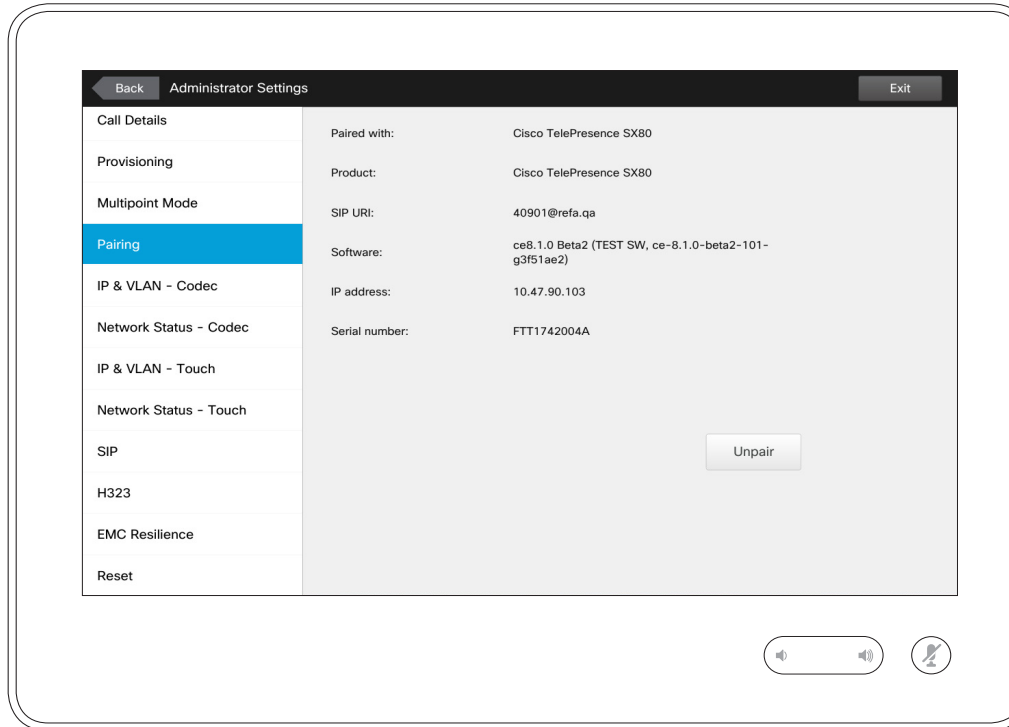 Back
Administrator Settings
Exit
Call Details
Provisioning
Multipoint Mode
Pairing
IP & VLAN - Codec
Network Status - Codec
IP & VLAN - Touch
Network Status - Touch
SIP
H323
EMC Resilience
Reset
Paired with: Cisco TelePresence SX80
Product: Cisco TelePresence SX80
SIP URI: 40901@refa.qa
Software: ce8.1.0 Beta2 (TEST SW, ce-8.1.0-beta2-101-
g3f51ae2)
IP address: 10.47.90.103
Serial number: FTT1742004A
Unpair